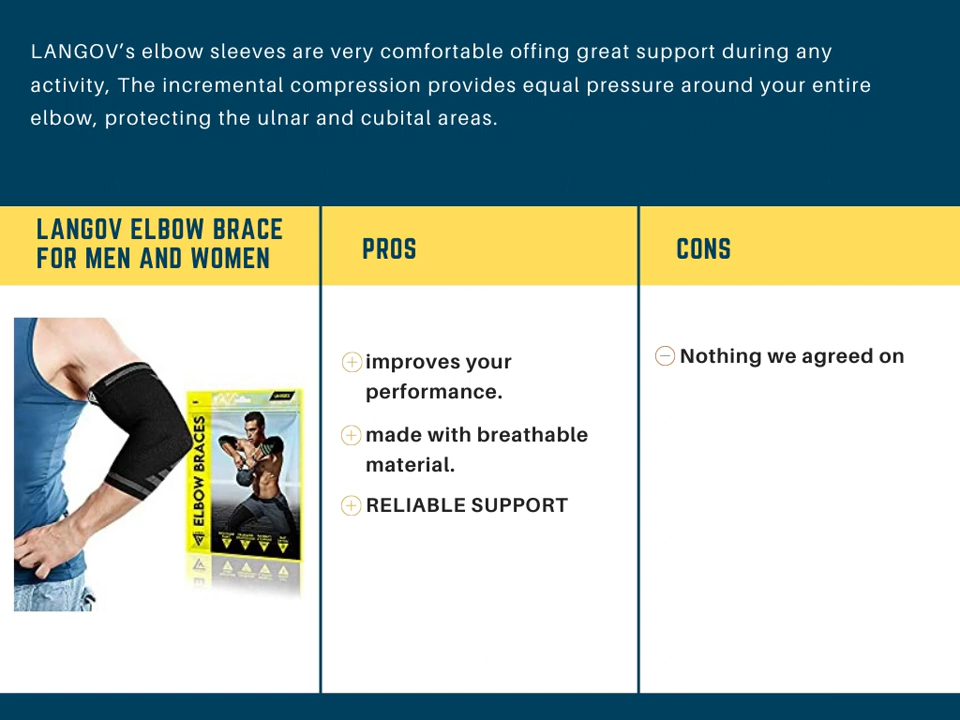 LANGOV’s elbow sleeves are very comfortable offing great support during any
activity, The incremental compression provides equal pressure around your entire
elbow, protecting the ulnar and cubital areas.
LANGOV ELBOW BRACE
FOR MEN AND WOMEN
PROS
CONS
improves your
performance.
made with breathable
material.
RELIABLE SUPPORT
Nothing we agreed on
ELBOW BRACES